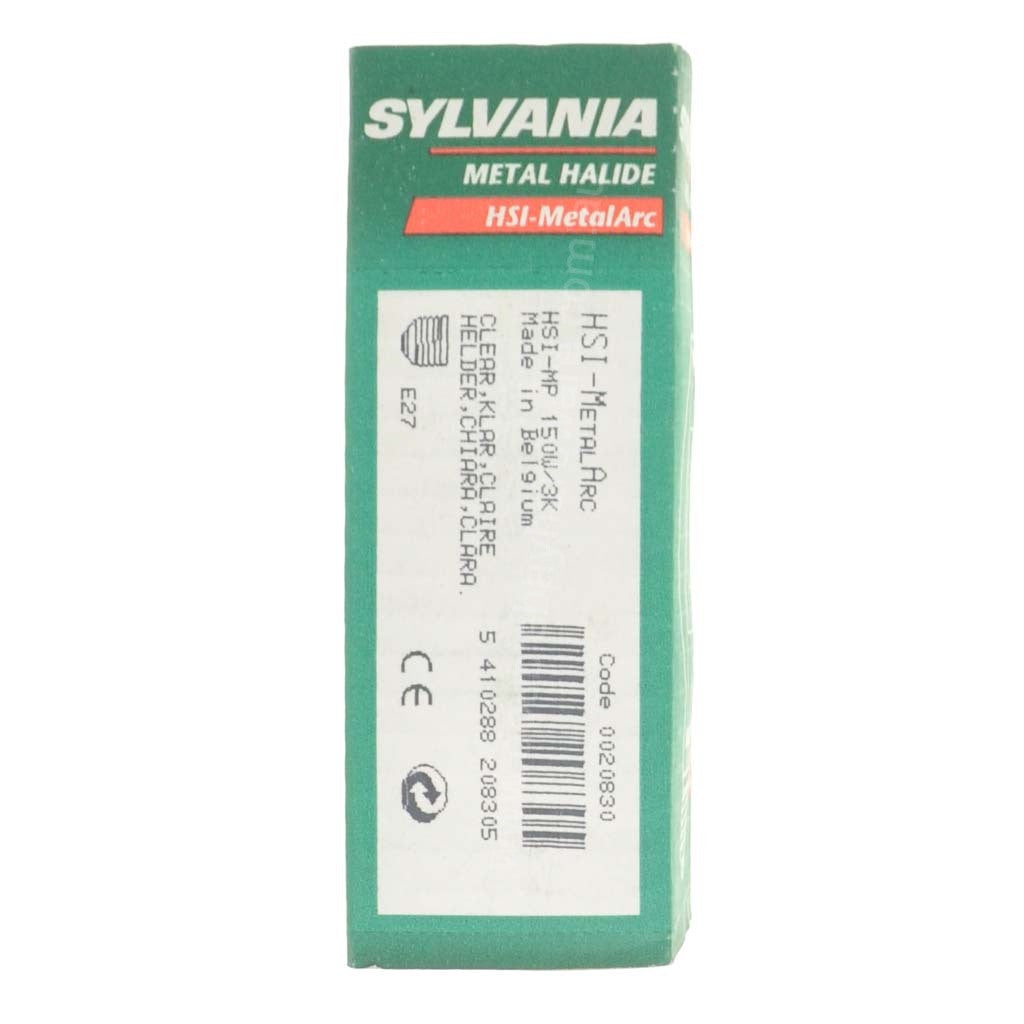 SYLVANIA
METAL HALIDE
HSI-MetalArc
HSI-METALARC
HSI-MP 150W/3K
Made in Belgium
CLEAR,KLAR,CLAIRE
HELDER,CHIARA,CLARA.
E27
Code 0020830
5 410288 208305
CE